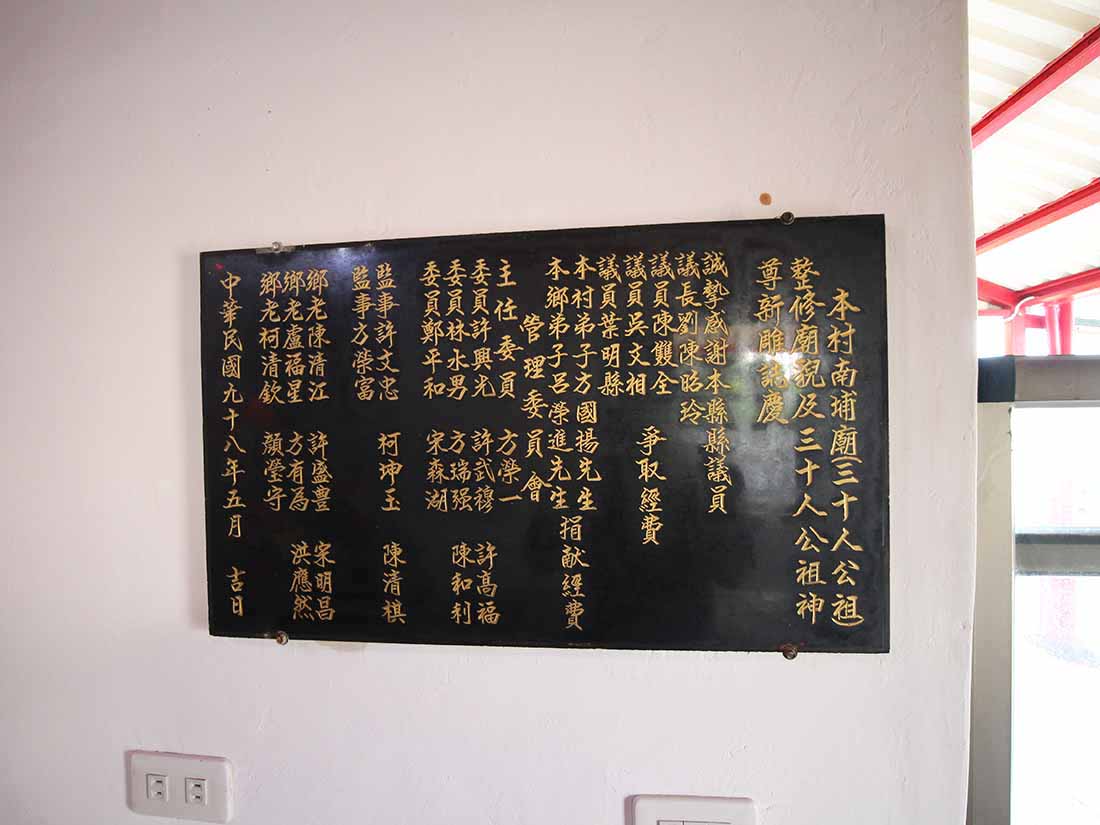 本村南埔廟(三十人公祖)
整修廟貌及三十人公祖神
尊新雕誌慶
誠摯感謝本縣縣議員
議長劉陳昭玲
議員陳雙全
議員吳文相
議員葉明縣
爭取經費
本村弟子方國揚先生
本鄉弟子呂榮進先生
捐献經費
管理委員會
主任委員 方榮一
委員許興光 許武穆 許高福
委員林水男 方瑞强 陳和利
委員鄭平和 宋森湖
監事許文忠 柯坤玉 陳清棋
監事方榮富
鄉老陳清江 許盛豊 宋明昌
鄉老盧福星 方有為 洪應然
鄉老柯清欽 顏瑩守
中華民國九十八年五月 吉日